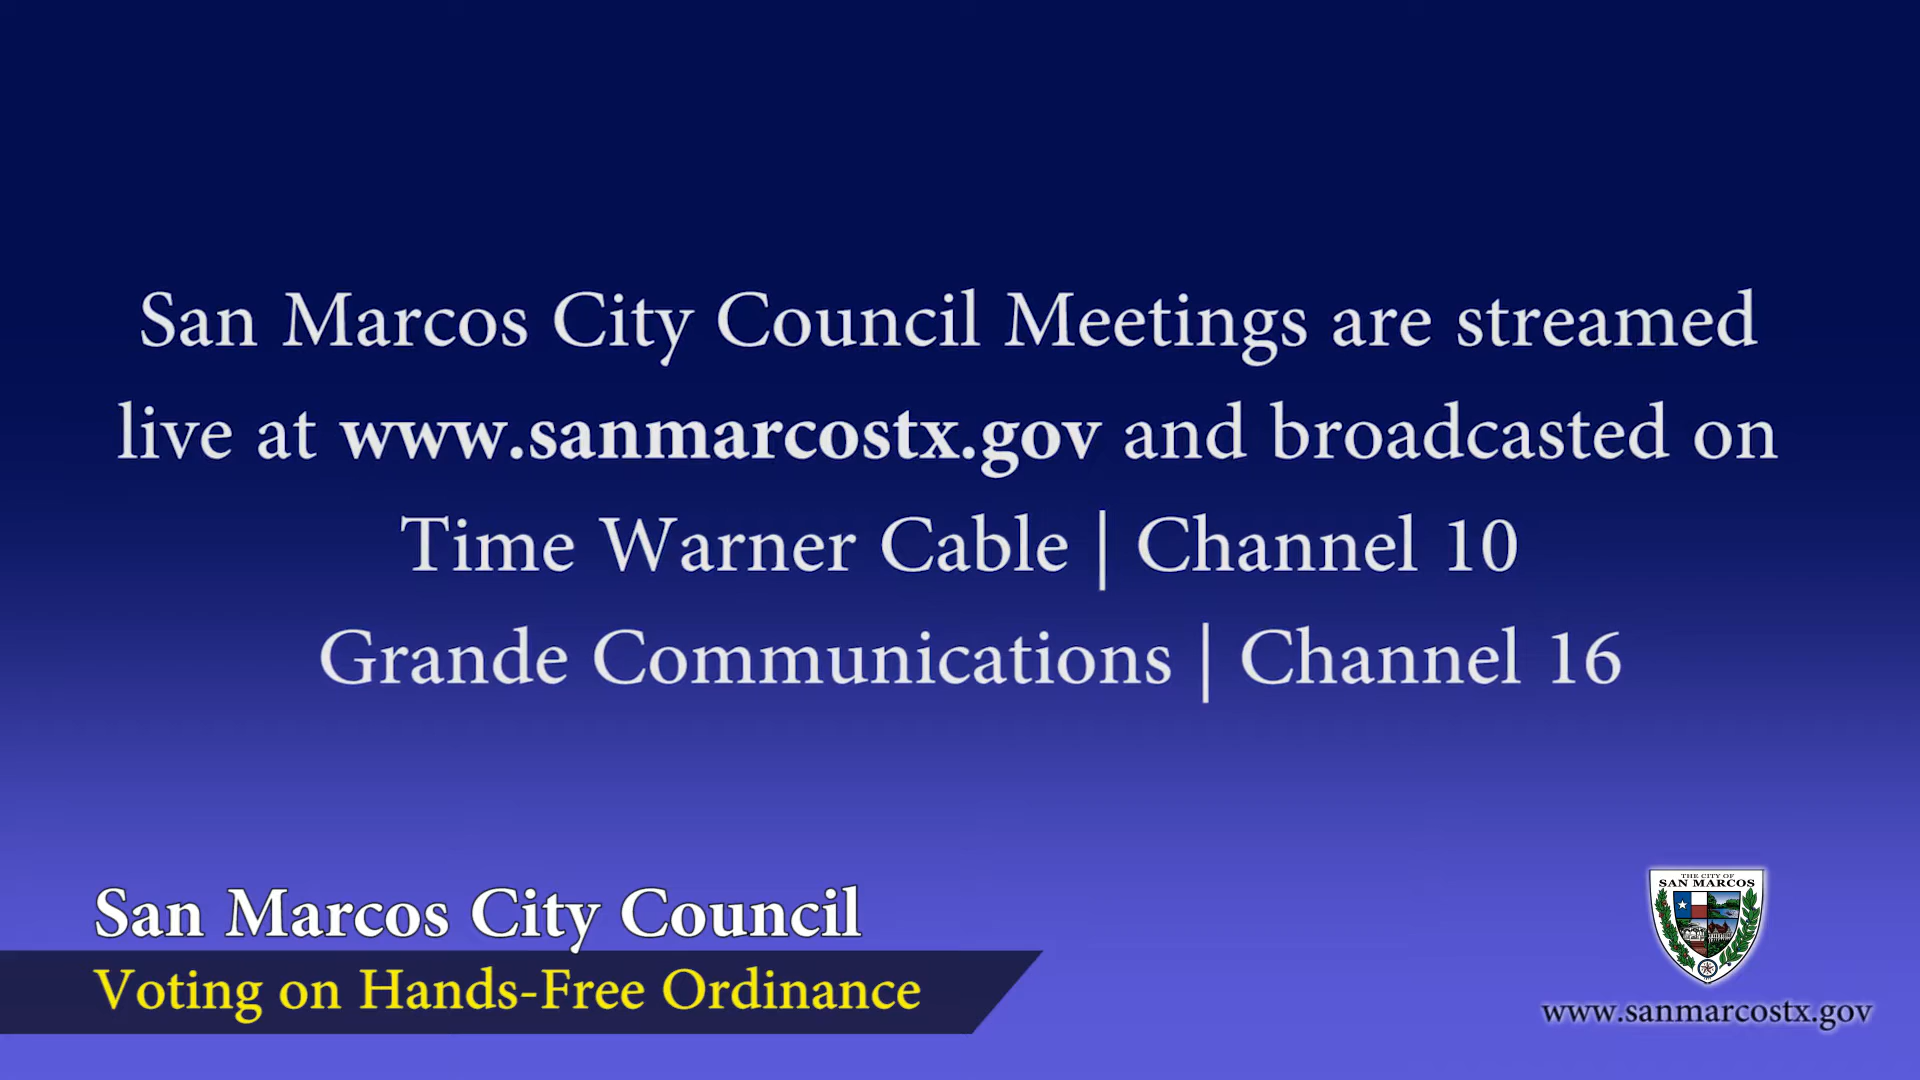 San Marcos City Council Meetings are streamed
live at www.sanmarcostx.gov and broadcasted on
Time Warner Cable | Channel 10
Grande Communications | Channel 16
San Marcos City Council
Voting on Hands-Free Ordinance
THE CITY OF
SAN MARCOS
www.sanmarcostx.gov